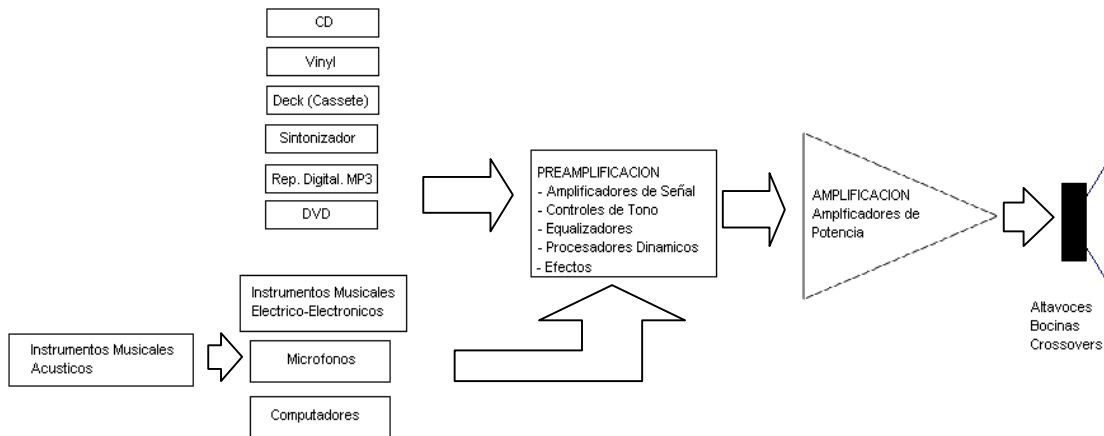 CD
Vinyl
Deck (Cassete)
Sintonizador
Rep. Digital. MP3
DVD
Instrumentos Musicales
Acusticos
Instrumentos Musicales
Electrico-Electronicos
Microfonos
Computadores
PREAMPLIFICACION
- Amplificadores de Señal
- Controles de Tono
- Equalizadores
- Procesadores Dinamicos
- Efectos
AMPLIFICACION
Amplficadores de
Potencia
Altavoces
Bocinas
Crossovers